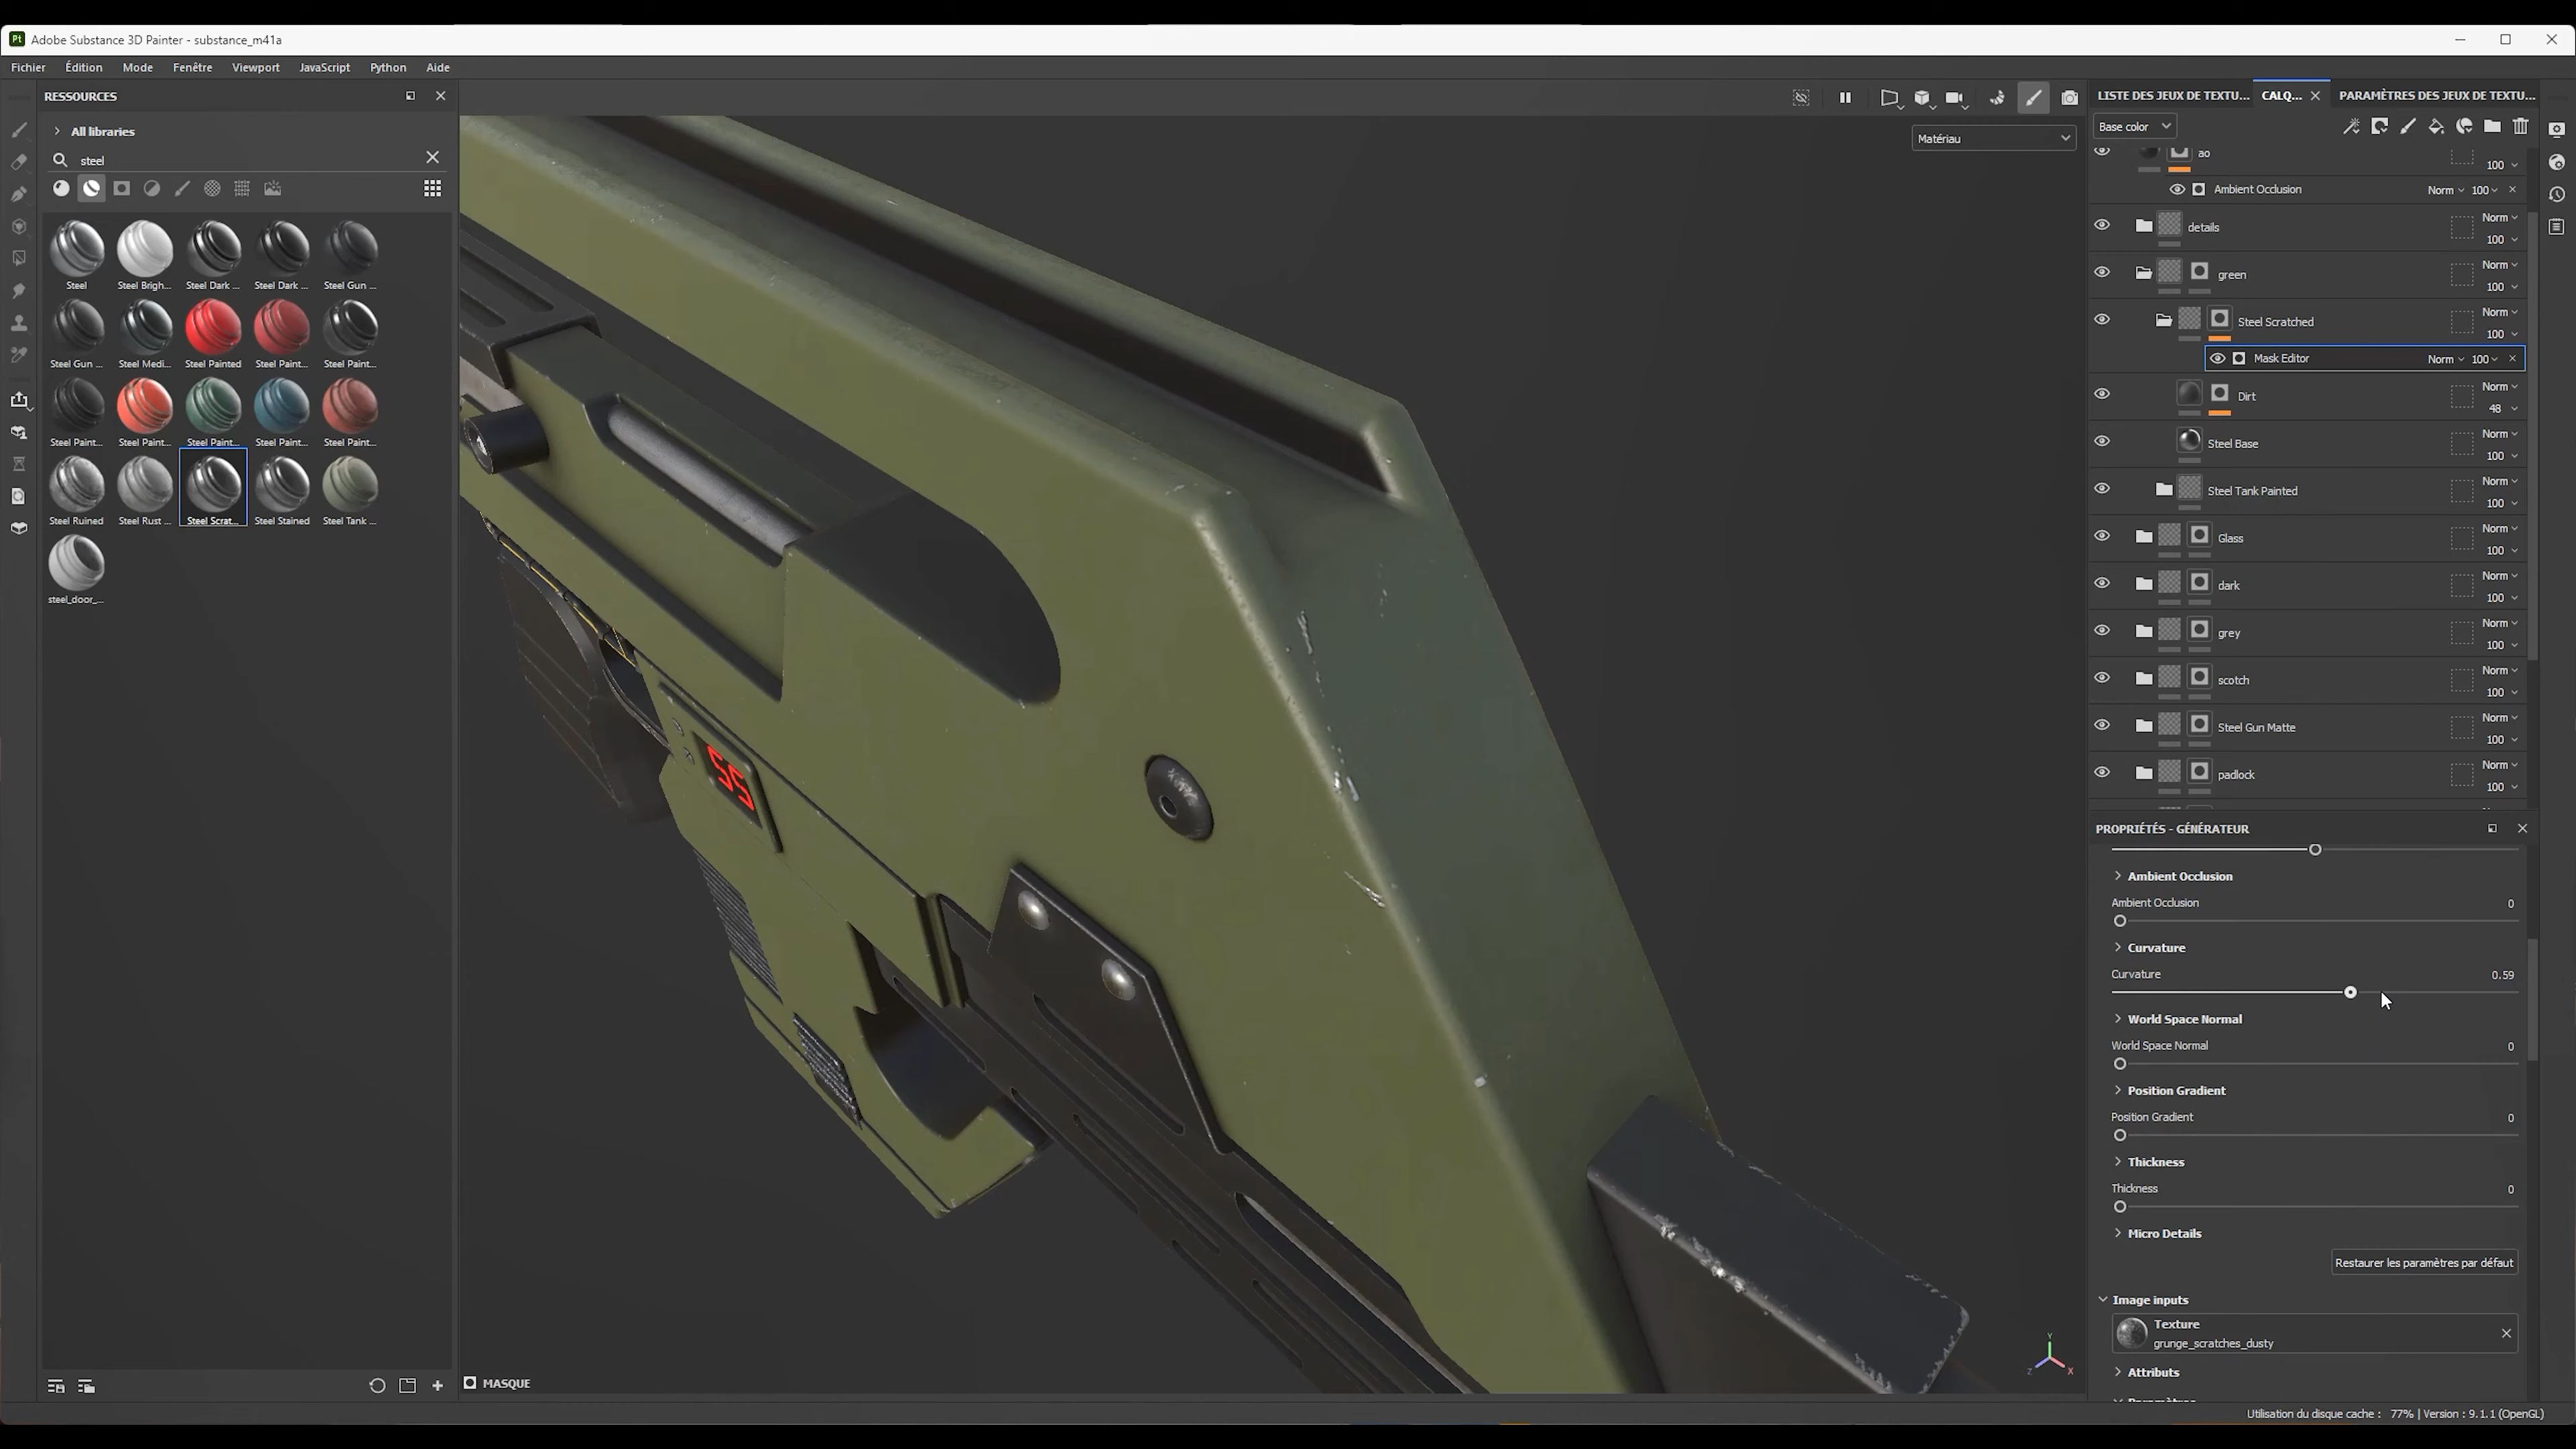 Pt Adobe Substance 3D Painter - substance_m41a
Fichier Édition Mode Fenêtre Viewport JavaScript Python Aide
RESSOURCES
All libraries
steel
Steel Steel Brigh... Steel Dark ... Steel Dark ... Steel Gun ...
Steel Gun ... Steel Medi... Steel Painted Steel Paint... Steel Paint...
Steel Paint... Steel Paint... Steel Paint... Steel Paint... Steel Paint...
Steel Ruined Steel Rust ... Steel Scrat... Steel Stained Steel Tank ...
steel_door_...
Matériau
55
MASQUE
Y
Z X
LISTE DES JEUX DE TEXTU... CALQ... PARAMÈTRES DES JEUX DE TEXTU...
Base color
ao 100
Ambient Occlusion Norm 100
details Norm 100
green Norm 100
Steel Scratched Norm 100
Mask Editor Norm 100
Dirt Norm 48
Steel Base Norm 100
Steel Tank Painted Norm 100
Glass Norm 100
dark Norm 100
grey Norm 100
scotch Norm 100
Steel Gun Matte Norm 100
padlock Norm 100
PROPRIÉTÉS - GÉNÉRATEUR
Ambient Occlusion
Ambient Occlusion 0
Curvature
Curvature 0.59
World Space Normal
World Space Normal 0
Position Gradient
Position Gradient 0
Thickness
Thickness 0
Micro Details
Restaurer les paramètres par défaut
Image inputs
Texture
grunge_scratches_dusty
Attributs
Utilisation du disque cache : 77% | Version : 9.1.1 (OpenGL)